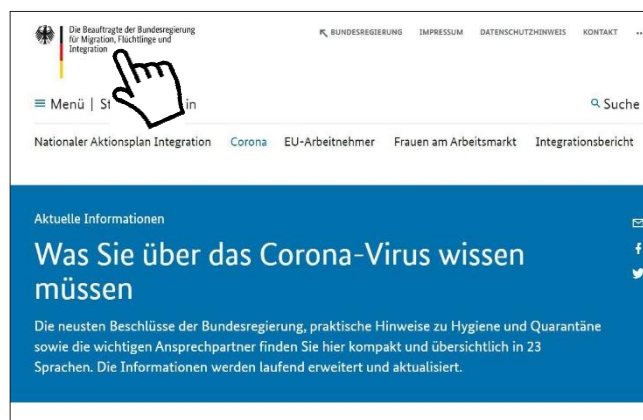 Die Beauftragte der Bundesregierung
für Migration, Flüchtlinge und
Integration
BUNDESREGIERUNG IMPRESSUM DATENSCHUTZHINWEIS KONTAKT ...
Menü | St in
Suche
Nationaler Aktionsplan Integration Corona EU-Arbeitnehmer Frauen am Arbeitsmarkt Integrationsbericht
Aktuelle Informationen
Was Sie über das Corona-Virus wissen
müssen
Die neusten Beschlüsse der Bundesregierung, praktische Hinweise zu Hygiene und Quarantäne
sowie die wichtigen Ansprechpartner finden Sie hier kompakt und übersichtlich in 23
Sprachen. Die Informationen werden laufend erweitert und aktualisiert.